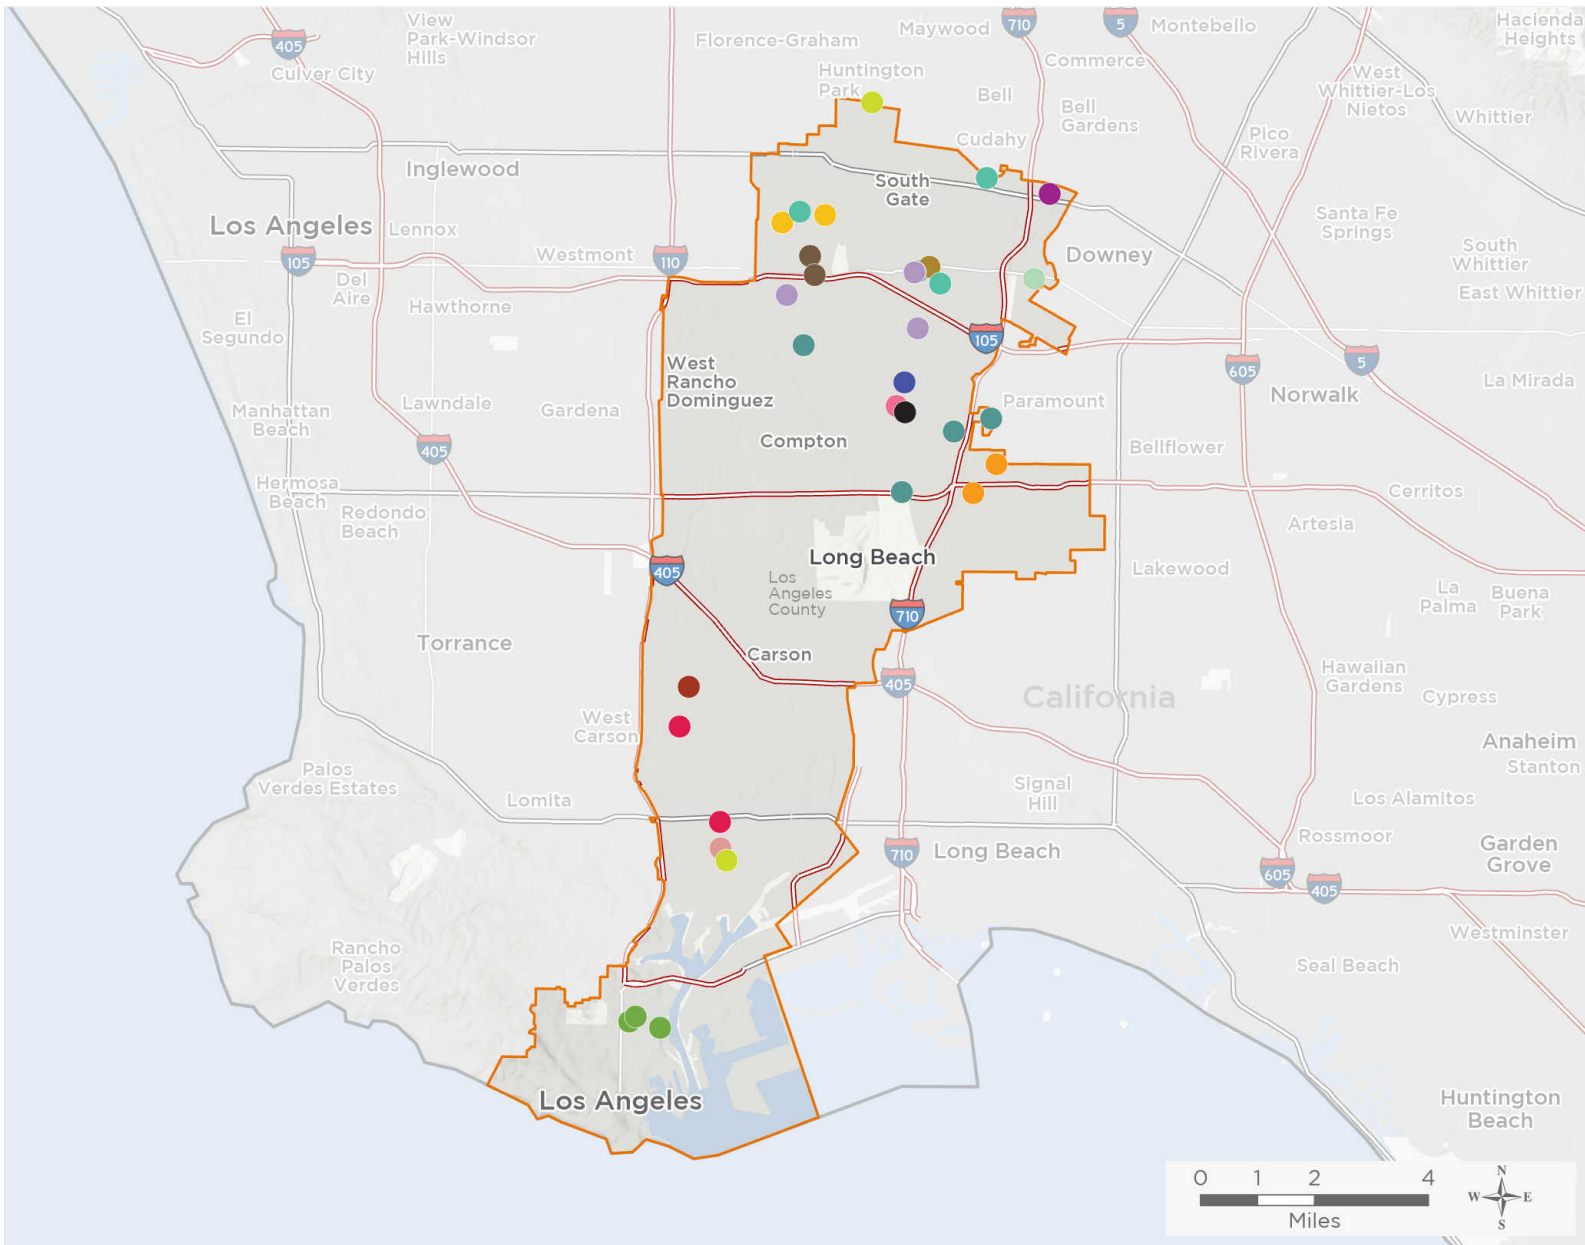 View
Park-Windsor
Hills
405
Culver City
Florence-Graham
Maywood
710
5
Montebello
Hacienda
Heights
Huntington
Park
Commerce
Bell
Bell
Gardens
West
Whittier-Los
Nietos
Whittier
Cudahy
Pico
Rivera
Inglewood
South
Gate
Los Angeles
Lennox
Santa Fe
Springs
105
Westmont
110
Downey
South
Whittier
Del
Aire
Hawthorne
East Whittier
El
Segundo
105
605
5
West
Rancho
Dominguez
La Mirada
Norwalk
Manhattan
Beach
Lawndale
Gardena
Paramount
405
Compton
Bellflower
Hermosa
Beach
Redondo
Beach
Cerritos
Artesia
Long Beach
405
Los
Angeles
County
Lakewood
La
Palma
Buena
Park
710
Torrance
Carson
405
California
Hawaiian
Gardens
Cypress
West
Carson
Anaheim
Stanton
Palos
Verdes Estates
Lomita
Signal
Hill
Los Alamitos
Rossmoor
710
Long Beach
Garden
Grove
605
405
Rancho
Palos
Verdes
Westminster
Seal Beach
Los Angeles
Huntington
Beach
0 1 2 4
Miles
N
W E
S